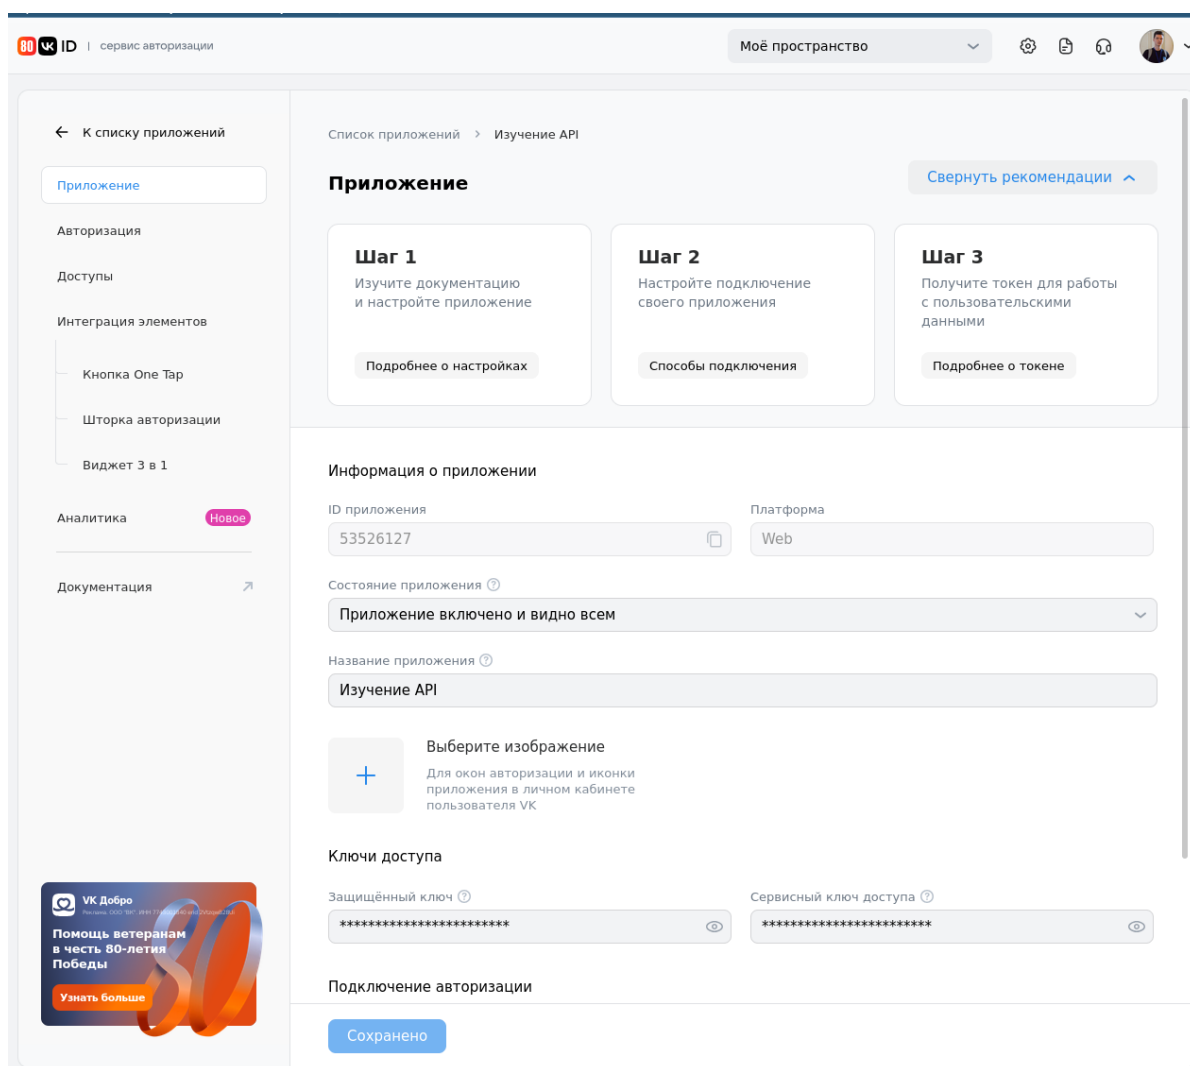 80 VK ID | сервис авторизации
Моё пространство
К списку приложений
Приложение
Авторизация
Доступы
Интеграция элементов
Кнопка One Tap
Шторка авторизации
Виджет 3 в 1
Аналитика
Новое
Документация
VK Добро
Помощь ветеранам
в честь 80-летия
Победы
Узнать больше
Список приложений > Изучение API
Приложение
Свернуть рекомендации
Шаг 1
Изучите документацию
и настройте приложение
Подробнее о настройках
Шаг 2
Настройте подключение
своего приложения
Способы подключения
Шаг 3
Получите токен для работы
с пользовательскими
данными
Подробнее о токене
Информация о приложении
ID приложения
53526127
Платформа
Web
Состояние приложения
Приложение включено и видно всем
Название приложения
Изучение API
Выберите изображение
Для окон авторизации и иконки
приложения в личном кабинете
пользователя VK
Ключи доступа
Защищённый ключ
************************
Сервисный ключ доступа
************************
Подключение авторизации
Сохранено